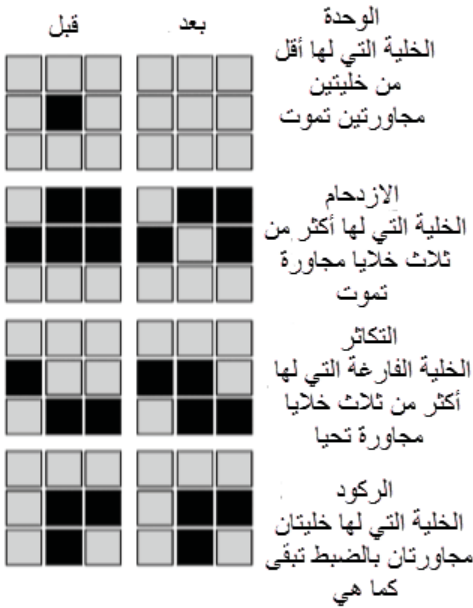 قبل
بعد
الوحدة
الخلية التي لها أقل
من خليتين
مجاورتين تموت
الازدحام
الخلية التي لها أكثر من
ثلاث خلايا مجاورة
تموت
التكاثر
الخلية الفارغة التي لها
أكثر من ثلاث خلايا
مجاورة تحيا
الركود
الخلية التي لها خليتان
مجاورتان بالضبط تبقى
كما هي